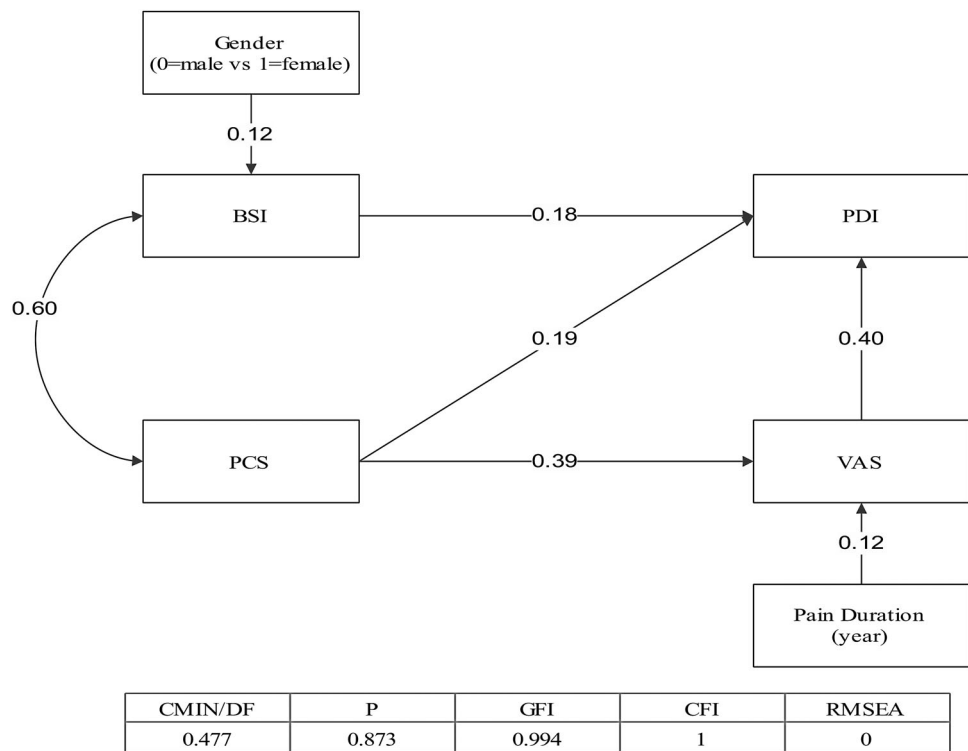 Gender
(0=male vs 1=female)
0.12
BSI
0.18
PDI
0.60
0.19
0.40
PCS
0.39
VAS
0.12
Pain Duration
(year)
CMIN/DF P GFI CFI RMSEA
0.477 0.873 0.994 1 0